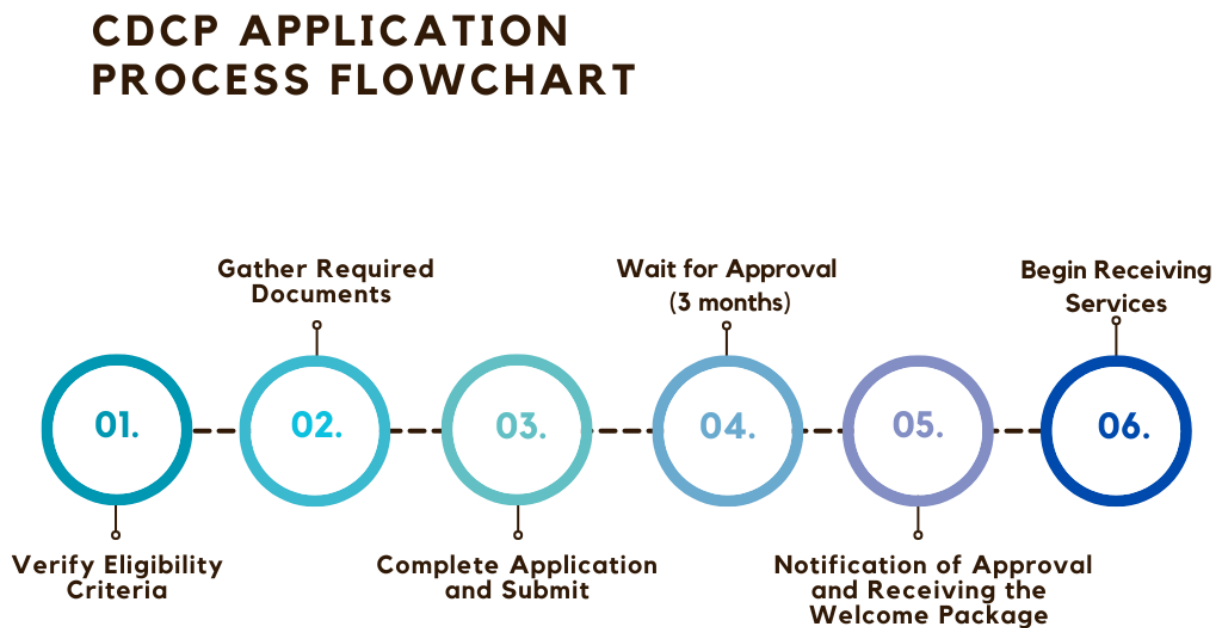 CDCP APPLICATION
PROCESS FLOWCHART
01.
Verify Eligibility
Criteria
02.
Gather Required
Documents
03.
Complete Application
and Submit
04.
Wait for Approval
(3 months)
05.
Notification of Approval
and Receiving the
Welcome Package
06.
Begin Receiving
Services